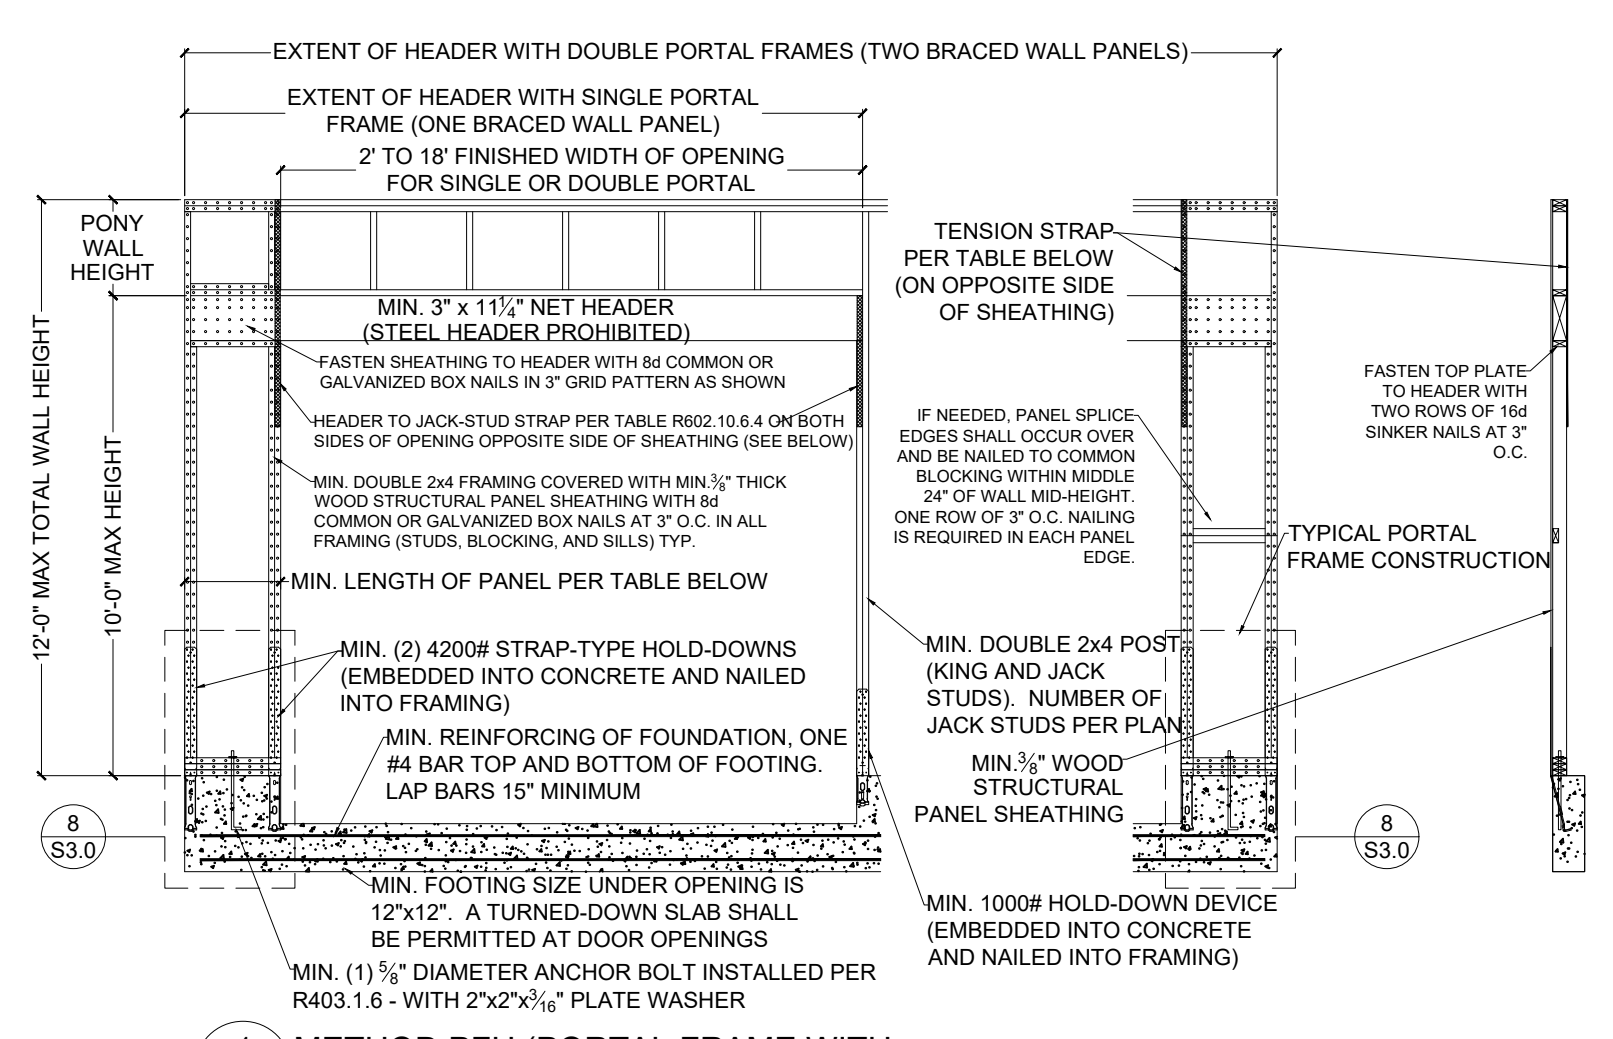 EXTENT OF HEADER WITH DOUBLE PORTAL FRAMES (TWO BRACED WALL PANELS)
EXTENT OF HEADER WITH SINGLE PORTAL
FRAME (ONE BRACED WALL PANEL)
2' TO 18' FINISHED WIDTH OF OPENING
FOR SINGLE OR DOUBLE PORTAL
12'-0" MAX TOTAL WALL HEIGHT
PONY
WALL
HEIGHT
10'-0" MAX HEIGHT
MIN. 3" x 11¼" NET HEADER
(STEEL HEADER PROHIBITED)
FASTEN SHEATHING TO HEADER WITH 8d COMMON OR
GALVANIZED BOX NAILS IN 3" GRID PATTERN AS SHOWN
HEADER TO JACK-STUD STRAP PER TABLE R602.10.6.4 ON BOTH
SIDES OF OPENING OPPOSITE SIDE OF SHEATHING (SEE BELOW)
MIN. DOUBLE 2x4 FRAMING COVERED WITH MIN.⅜" THICK
WOOD STRUCTURAL PANEL SHEATHING WITH 8d
COMMON OR GALVANIZED BOX NAILS AT 3" O.C. IN ALL
FRAMING (STUDS, BLOCKING, AND SILLS) TYP.
MIN. LENGTH OF PANEL PER TABLE BELOW
MIN. (2) 4200# STRAP-TYPE HOLD-DOWNS
(EMBEDDED INTO CONCRETE AND NAILED
INTO FRAMING)
MIN. REINFORCING OF FOUNDATION, ONE
#4 BAR TOP AND BOTTOM OF FOOTING.
LAP BARS 15" MINIMUM
8
S3.0
MIN. FOOTING SIZE UNDER OPENING IS
12"x12".  A TURNED-DOWN SLAB SHALL
BE PERMITTED AT DOOR OPENINGS
MIN. (1) ⅝" DIAMETER ANCHOR BOLT INSTALLED PER
R403.1.6 - WITH 2"x2"x3⁄16" PLATE WASHER
TENSION STRAP
PER TABLE BELOW
(ON OPPOSITE SIDE
OF SHEATHING)
IF NEEDED, PANEL SPLICE
EDGES SHALL OCCUR OVER
AND BE NAILED TO COMMON
BLOCKING WITHIN MIDDLE
24" OF WALL MID-HEIGHT.
ONE ROW OF 3" O.C. NAILING
IS REQUIRED IN EACH PANEL
EDGE.
FASTEN TOP PLATE
TO HEADER WITH
TWO ROWS OF 16d
SINKER NAILS AT 3"
O.C.
TYPICAL PORTAL
FRAME CONSTRUCTION
MIN. DOUBLE 2x4 POST
(KING AND JACK
STUDS).  NUMBER OF
JACK STUDS PER PLAN
MIN.⅜" WOOD
STRUCTURAL
PANEL SHEATHING
8
S3.0
MIN. 1000# HOLD-DOWN DEVICE
(EMBEDDED INTO CONCRETE
AND NAILED INTO FRAMING)
METHOD PFH (PORTAL FRAME WITH